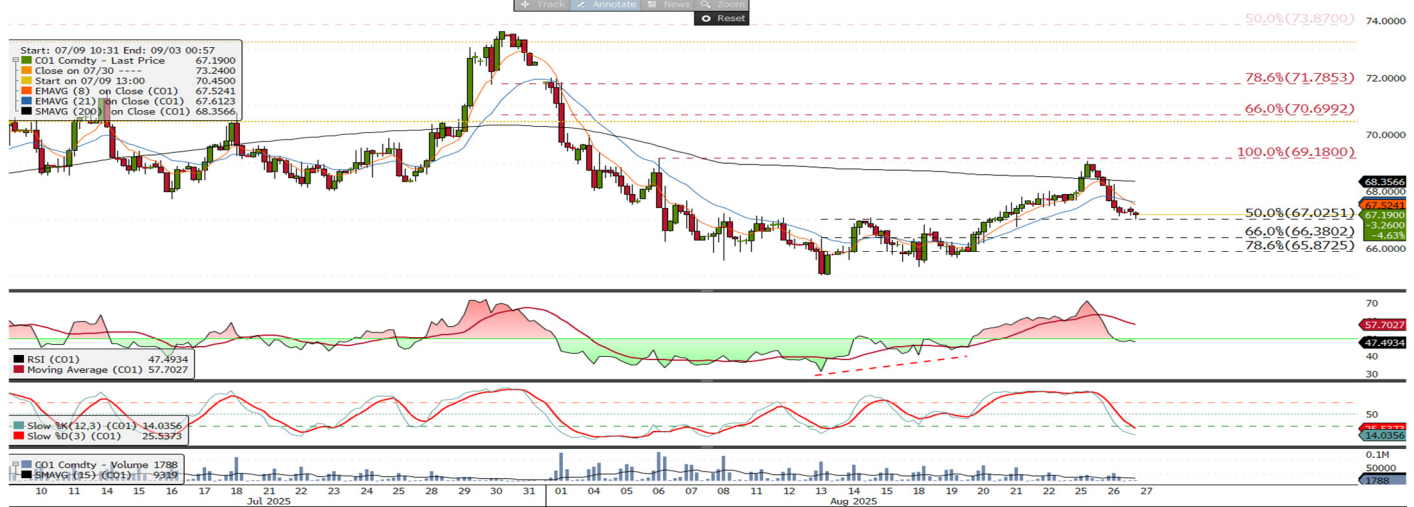 Track Annotate News Zoom
Reset
50.0%(73.8700)
74.0000
Start: 07/09 10:31 End: 09/03 00:57
CO1 Comdty - Last Price 67.1900
Close on 07/30 ---- 73.2400
Start on 07/09 13:00 70.4500
EMAVG (8) on Close (CO1) 67.5241
EMAVG (21) on Close (CO1) 67.6123
SMAVG (200) on Close (CO1) 68.3566
72.0000
78.6%(71.7853)
66.0%(70.6992)
70.0000
100.0%(69.1800)
68.3566
68.0000
67.5241
67.1900
-3.2600
-4.63%
50.0%(67.0251)
66.0%(66.3802)
66.0000
78.6%(65.8725)
70
57.7027
47.4934
40
30
RSI (CO1) 47.4934
Moving Average (CO1) 57.7027
50
25.5373
14.0356
Slow %K(12,3) (CO1) 14.0356
Slow %D(3) (CO1) 25.5373
0.1M
50000
1788
CO1 Comdty - Volume 1788
SMAVG (15) (CO1) 9319
10 11 14 15 16 17 18 21 22 23 24 25 28 29 30 31 01 04 05 06 07 08 11 12 13 14 15 18 19 20 21 22 25 26 27
Jul 2025 Aug 2025